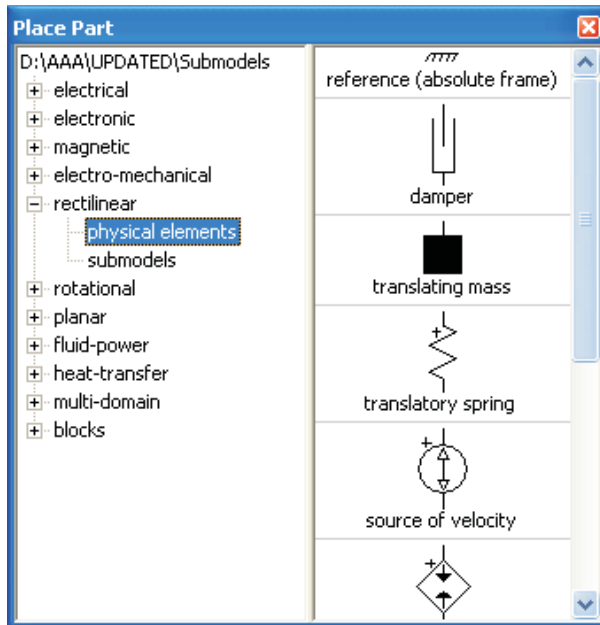 Place Part
D:\AAA\UPDATED\Submodels
electrical
electronic
magnetic
electro-mechanical
rectilinear
physical elements
submodels
rotational
planar
fluid-power
heat-transfer
multi-domain
blocks
reference (absolute frame)
damper
translating mass
translatory spring
source of velocity